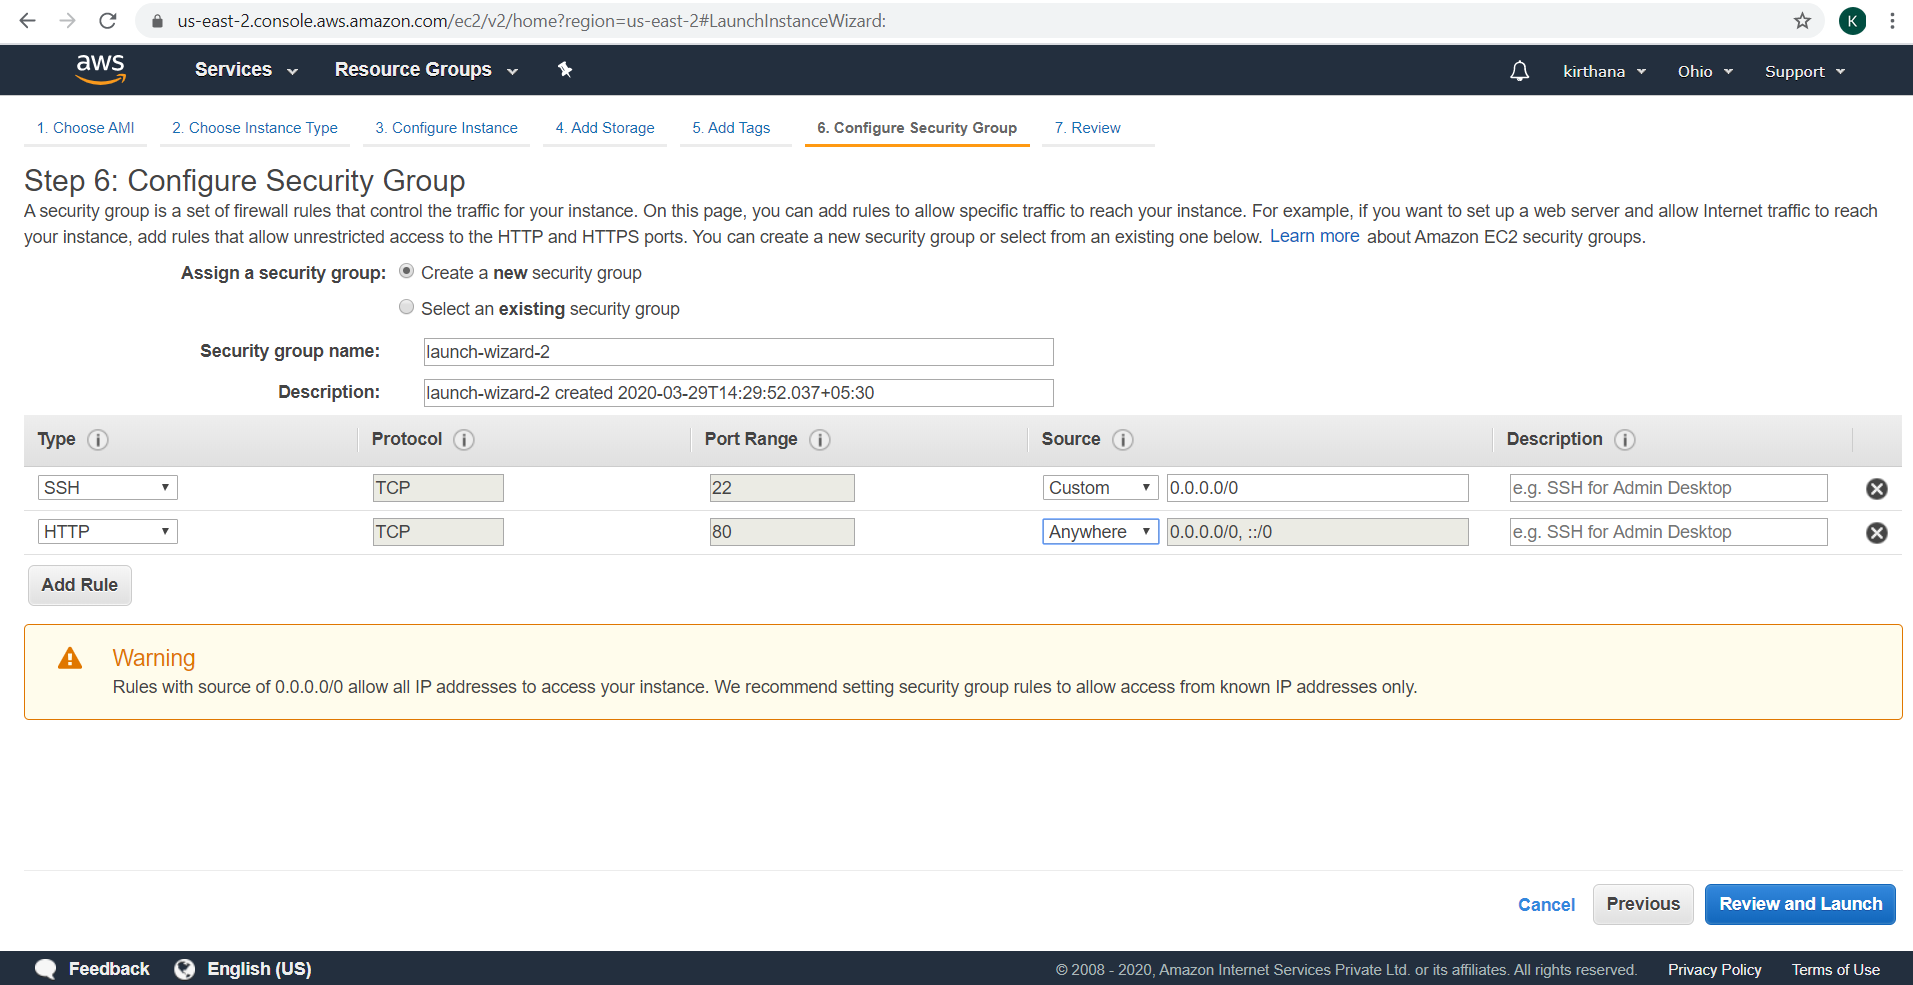 us-east-2.console.aws.amazon.com/ec2/v2/home?region=us-east-2#LaunchInstanceWizard:
K
aws
Services
Resource Groups
kirthana
Ohio
Support
1. Choose AMI
2. Choose Instance Type
3. Configure Instance
4. Add Storage
5. Add Tags
6. Configure Security Group
7. Review
Step 6: Configure Security Group
A security group is a set of firewall rules that control the traffic for your instance. On this page, you can add rules to allow specific traffic to reach your instance. For example, if you want to set up a web server and allow Internet traffic to reach
your instance, add rules that allow unrestricted access to the HTTP and HTTPS ports. You can create a new security group or select from an existing one below. Learn more about Amazon EC2 security groups.
Assign a security group: Create a new security group
Select an existing security group
Security group name: launch-wizard-2
Description: launch-wizard-2 created 2020-03-29T14:29:52.037+05:30
Type i Protocol i Port Range i Source i Description i
SSH TCP 22 Custom 0.0.0.0/0 e.g. SSH for Admin Desktop
HTTP TCP 80 Anywhere 0.0.0.0/0, ::/0 e.g. SSH for Admin Desktop
Add Rule
Warning
Rules with source of 0.0.0.0/0 allow all IP addresses to access your instance. We recommend setting security group rules to allow access from known IP addresses only.
Cancel
Previous
Review and Launch
Feedback
English (US)
© 2008 - 2020, Amazon Internet Services Private Ltd. or its affiliates. All rights reserved.
Privacy Policy
Terms of Use